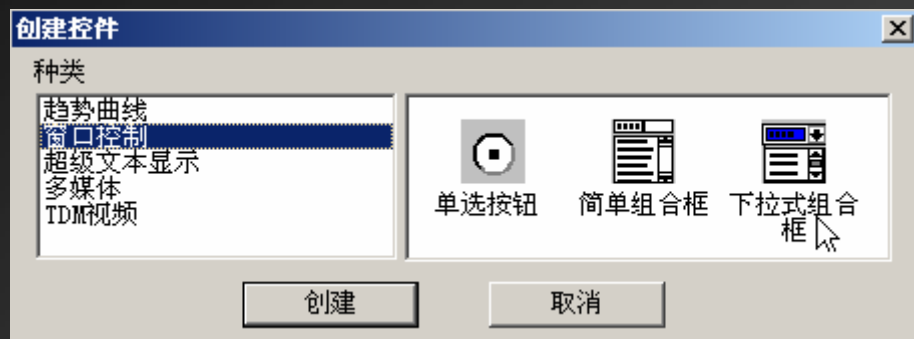 创建控件
种类
趋势曲线
窗口控制
超级文本显示
多媒体
TDM视频
单选按钮
简单组合框
下拉式组合
框
创建
取消